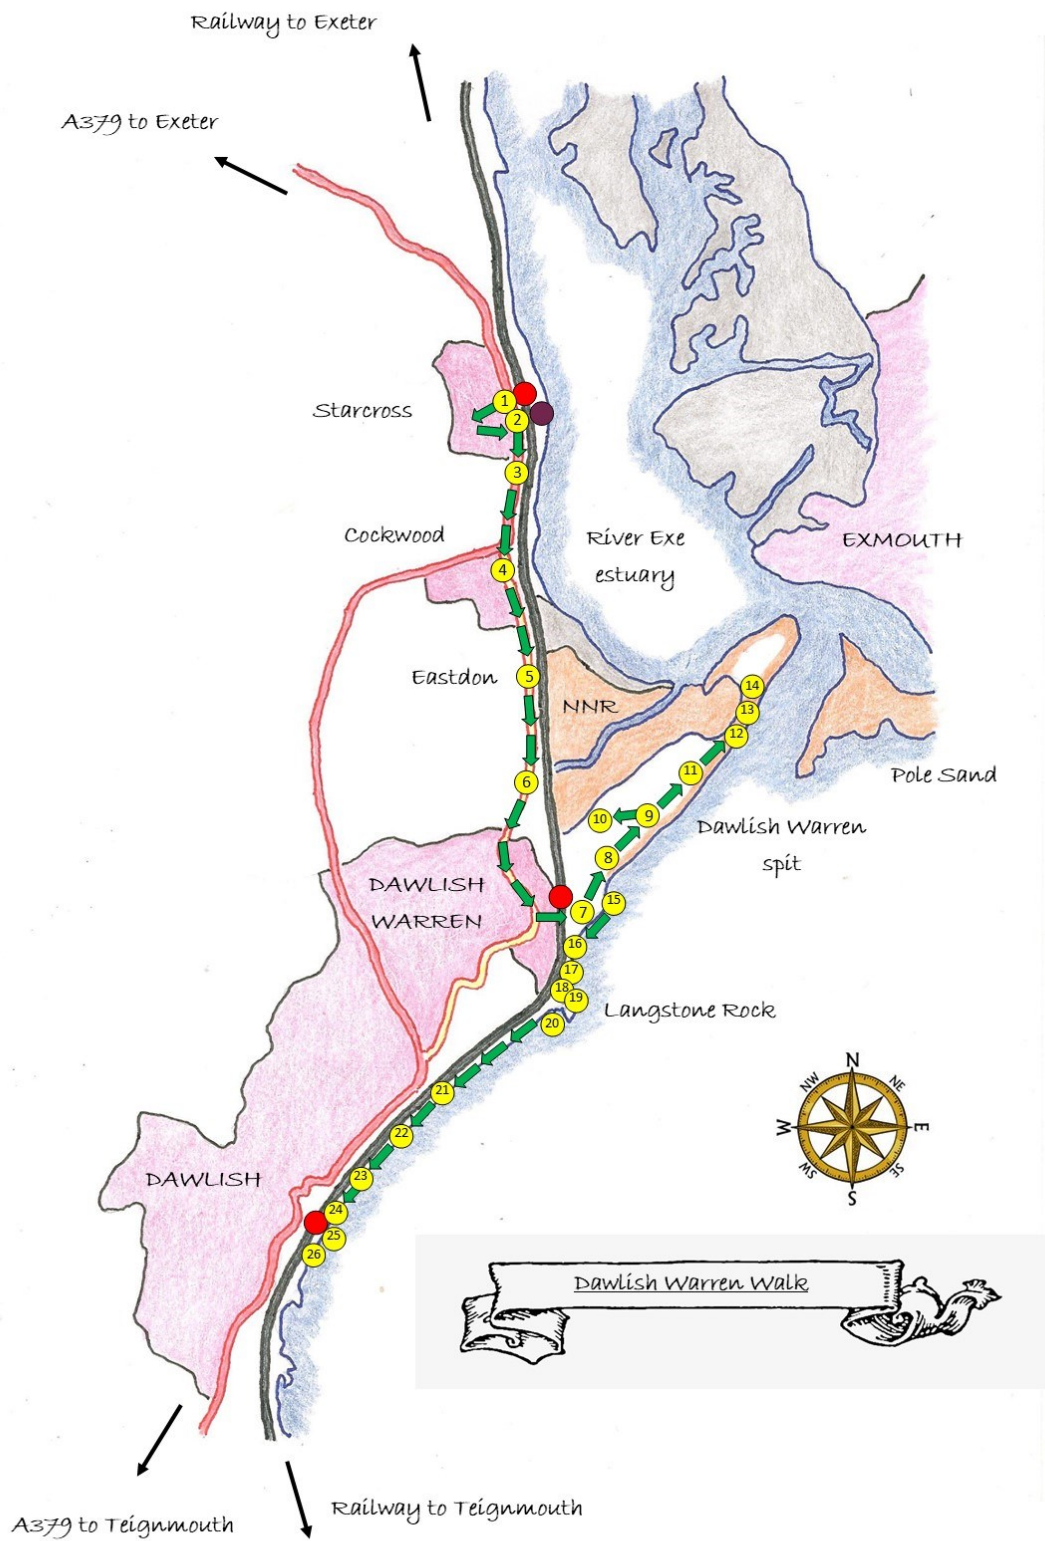 Railway to Exeter
A379 to Exeter
Starcross
1
2
3
Cockwood
River Exe
estuary
EXMOUTH
4
Eastdon
5
NNR
14
13
12
6
11
Pole Sand
10
9
Dawlish Warren
spit
8
DAWLISH
WARREN
7
15
16
17
18
19
Langstone Rock
20
N
NE
E
SE
S
SW
W
NW
21
22
23
DAWLISH
24
25
26
Dawlish Warren Walk
A379 to Teignmouth
Railway to Teignmouth